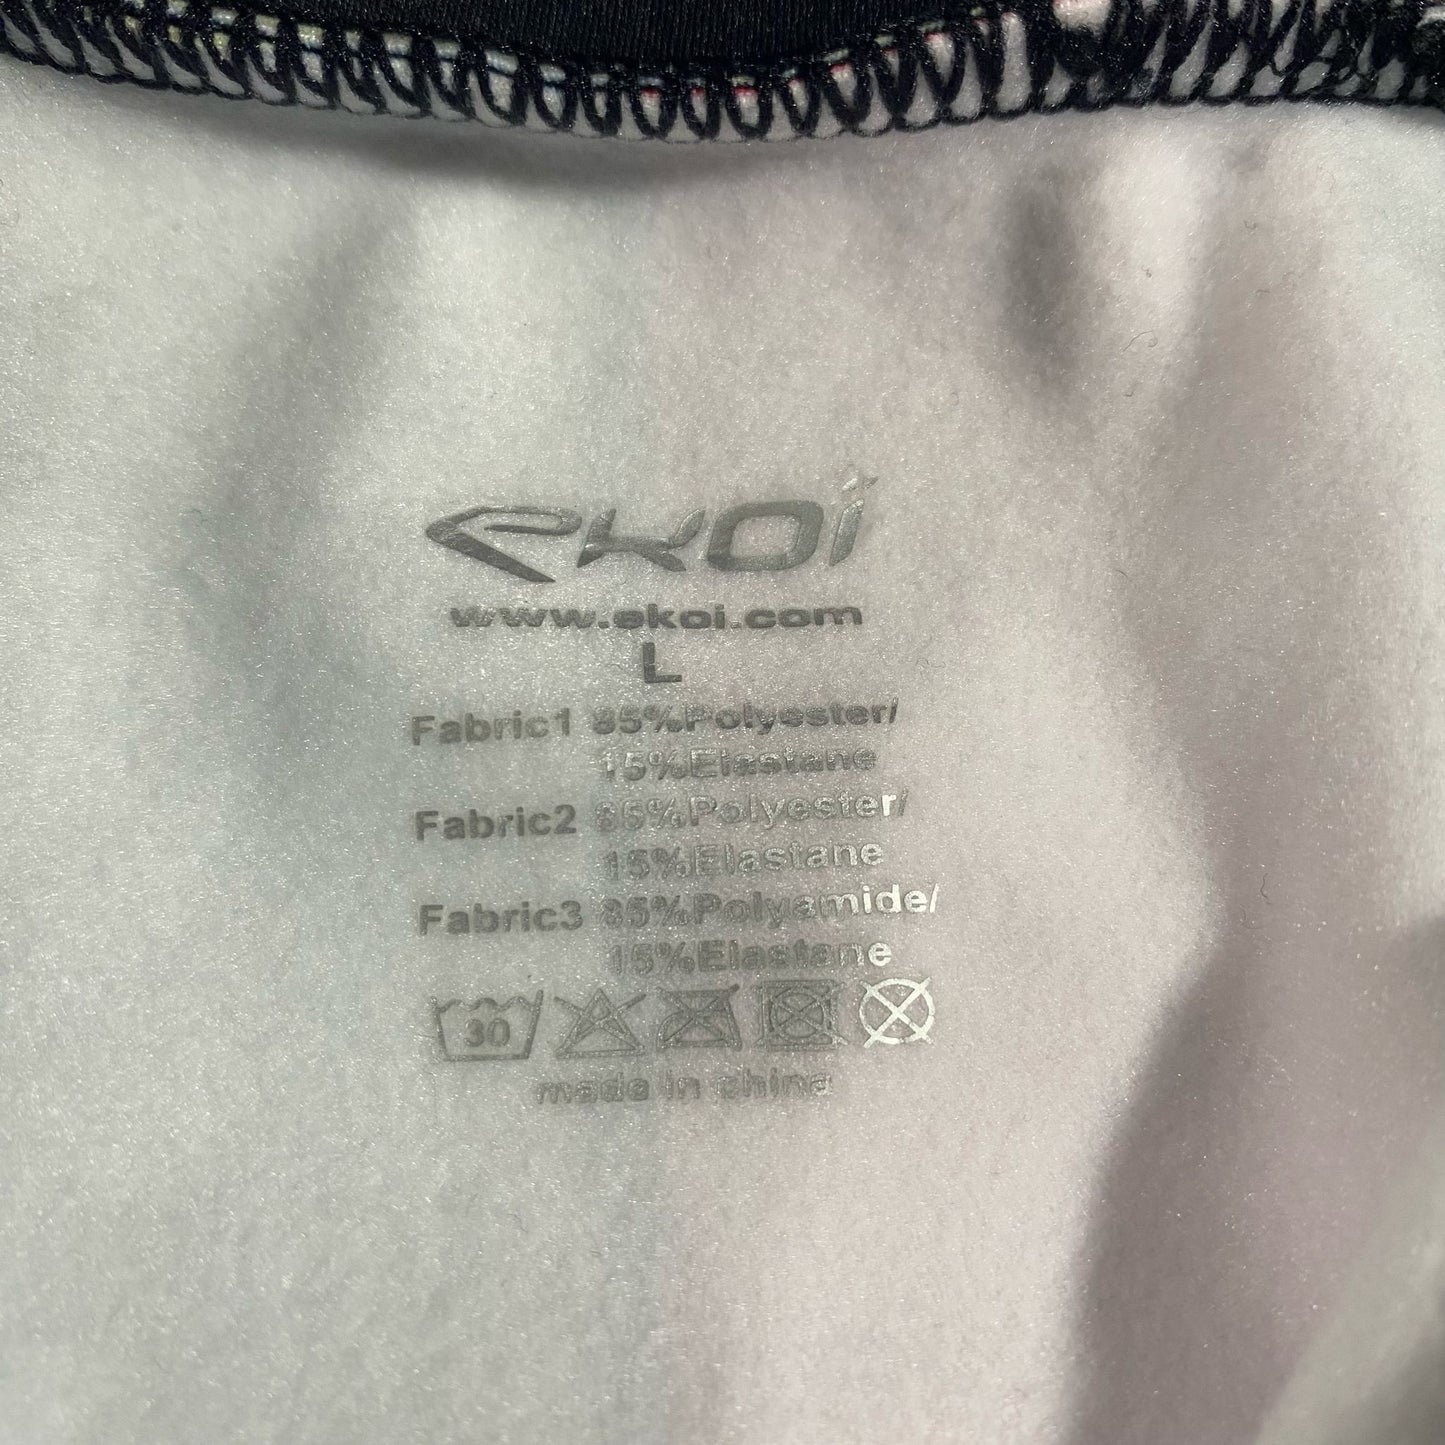 ekoi
www.ekoi.com
L
Fabric1 85%Polyester/
15%Elastane
Fabric2 85%Polyester/
15%Elastane
Fabric3 85%Polyamide/
15%Elastane
30
made in china